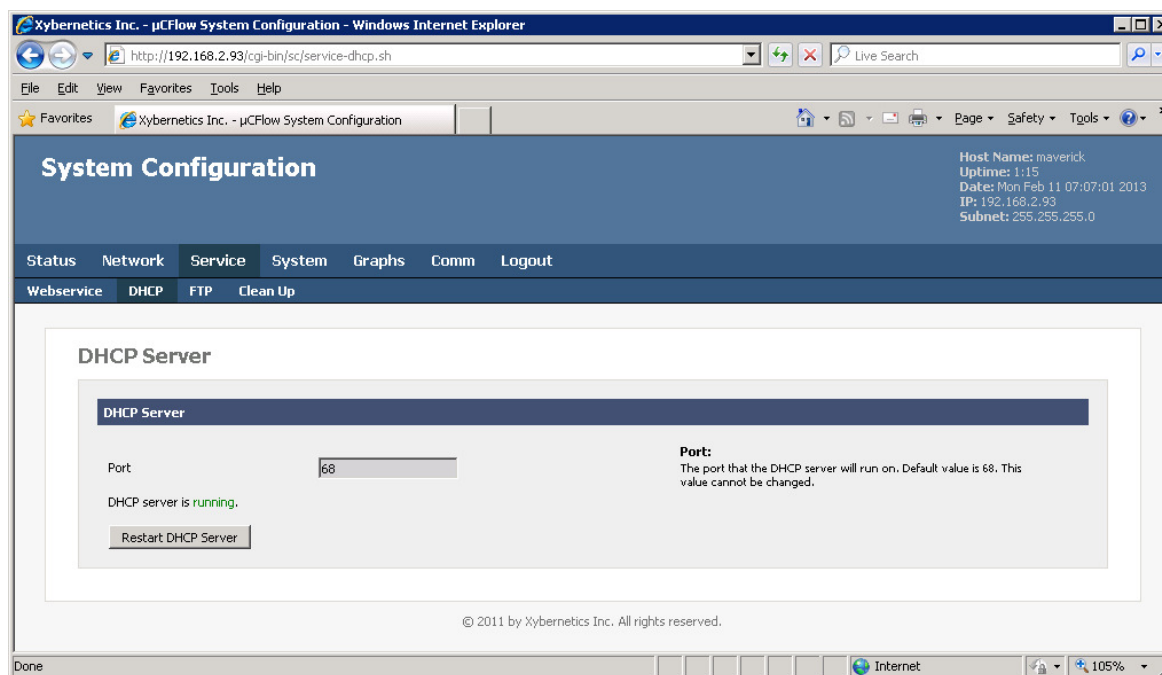 Xybernetics Inc. - µCFlow System Configuration - Windows Internet Explorer
http://192.168.2.93/cgi-bin/sc/service-dhcp.sh
Live Search
File Edit View Favorites Tools Help
Favorites
Xybernetics Inc. - µCFlow System Configuration
Page Safety Tools
System Configuration
Host Name: maverick
Uptime: 1:15
Date: Mon Feb 11 07:07:01 2013
IP: 192.168.2.93
Subnet: 255.255.255.0
Status Network Service System Graphs Comm Logout
Webservice DHCP FTP Clean Up
DHCP Server
DHCP Server
Port
68
Port:
The port that the DHCP server will run on. Default value is 68. This
value cannot be changed.
DHCP server is running.
Restart DHCP Server
© 2011 by Xybernetics Inc. All rights reserved.
Done
Internet
105%